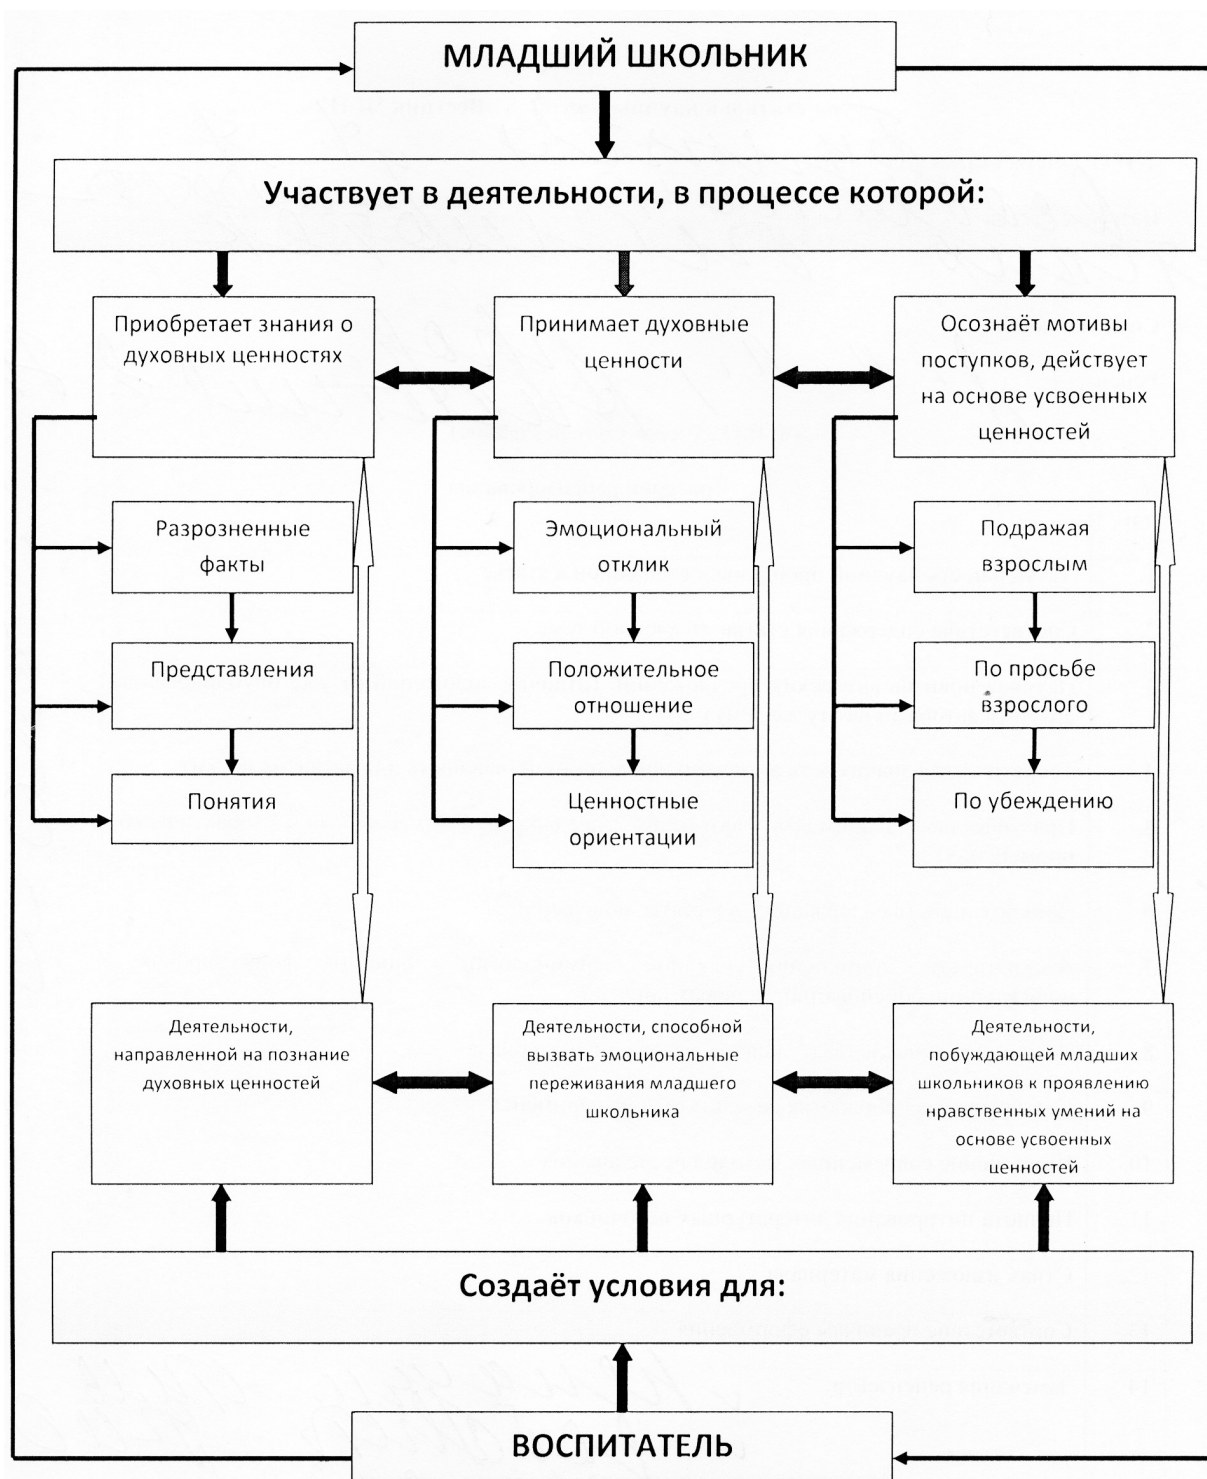 МЛАДШИЙ ШКОЛЬНИК
Участвует в деятельности, в процессе которой:
Приобретает знания о
духовных ценностях
Принимает духовные
ценности
Осознаёт мотивы
поступков, действует
на основе усвоенных
ценностей
Разрозненные
факты
Эмоциональный
отклик
Подражая
взрослым
Представления
Положительное
отношение
По просьбе
взрослого
Понятия
Ценностные
ориентации
По убеждению
Деятельности,
направленной на познание
духовных ценностей
Деятельности, способной
вызвать эмоциональные
переживания младшего
школьника
Деятельности,
побуждающей младших
школьников к проявлению
нравственных умений на
основе усвоенных
ценностей
Создаёт условия для:
ВОСПИТАТЕЛЬ